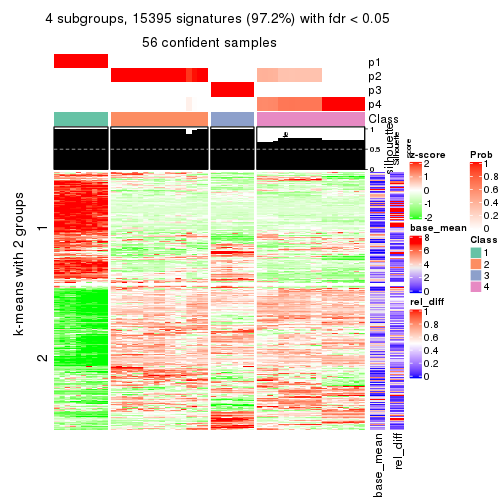 4 subgroups, 15395 signatures (97.2%) with fdr < 0.05
56 confident samples
p1
p2
p3
p4
Class
silhouette
1
0.5
0
Silhouette
score
k-means with 2 groups
1
2
base_mean
rel_diff
z-score
2
1
0
-1
-2
base_mean
8
6
4
2
0
rel_diff
1
0.8
0.6
0.4
0.2
0
Prob
1
0.8
0.6
0.4
0.2
0
Class
1
2
3
4